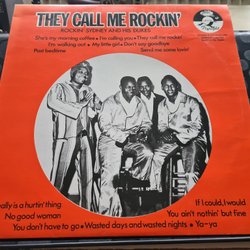 THEY CALL ME ROCKIN'
ROCKIN' SYDNEY AND HIS DUKES
She's my morning coffee • I'm calling you • They call me rockin'
I'm walking out • My little girl • Don't say goodbye
Past bedtime Send me some lovin'
ally is a hurtin' thing
No good woman
You don't have to go • Wasted days and wasted nights • Ya-ya
If I could, I would
You ain't nothin' but fine